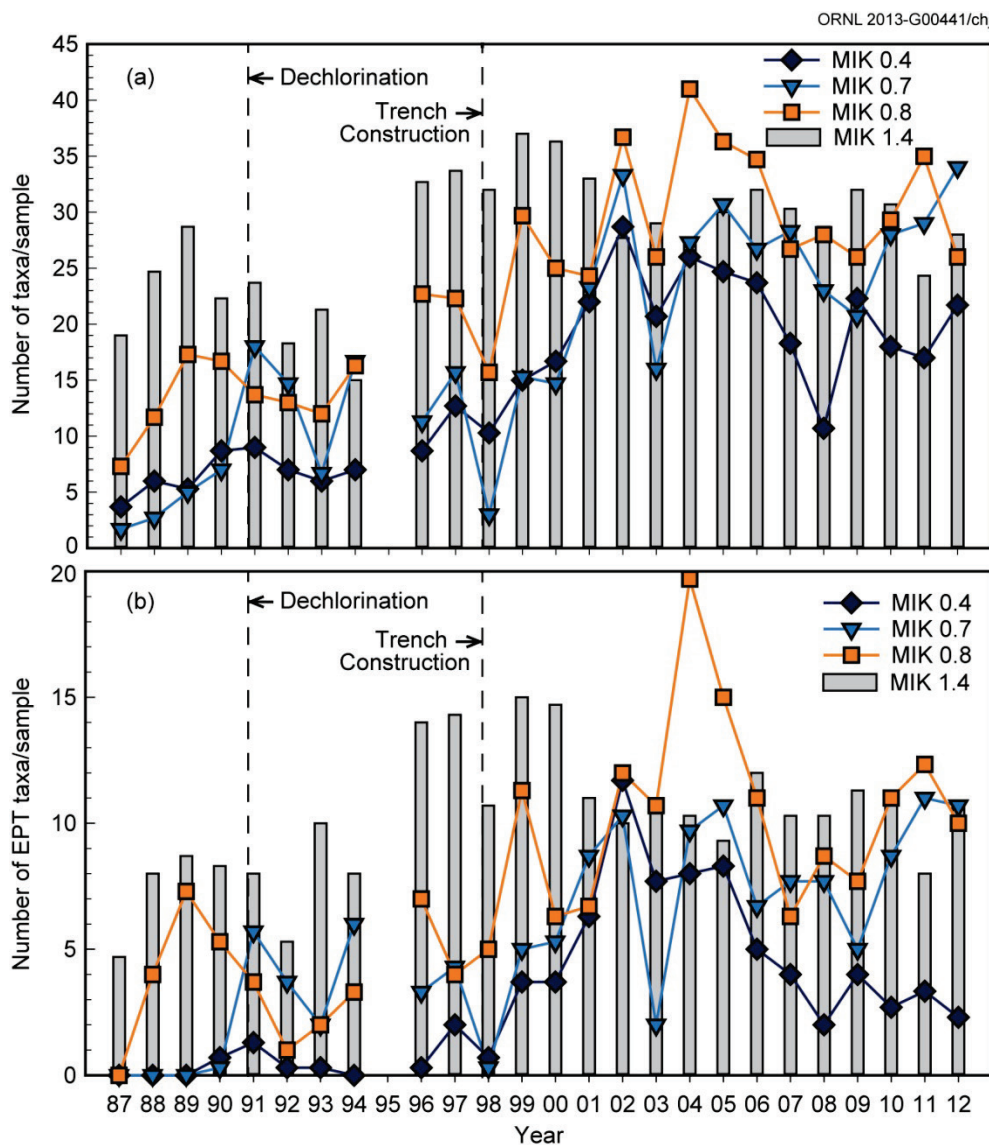 ORNL 2013-G00441/chj
45
40
35
30
25
20
15
10
5
0
Number of taxa/sample
(a)
Dechlorination
Trench
Construction
MIK 0.4
MIK 0.7
MIK 0.8
MIK 1.4
20
15
10
5
0
Number of EPT taxa/sample
(b)
Dechlorination
Trench
Construction
MIK 0.4
MIK 0.7
MIK 0.8
MIK 1.4
87 88 89 90 91 92 93 94 95 96 97 98 99 00 01 02 03 04 05 06 07 08 09 10 11 12
Year